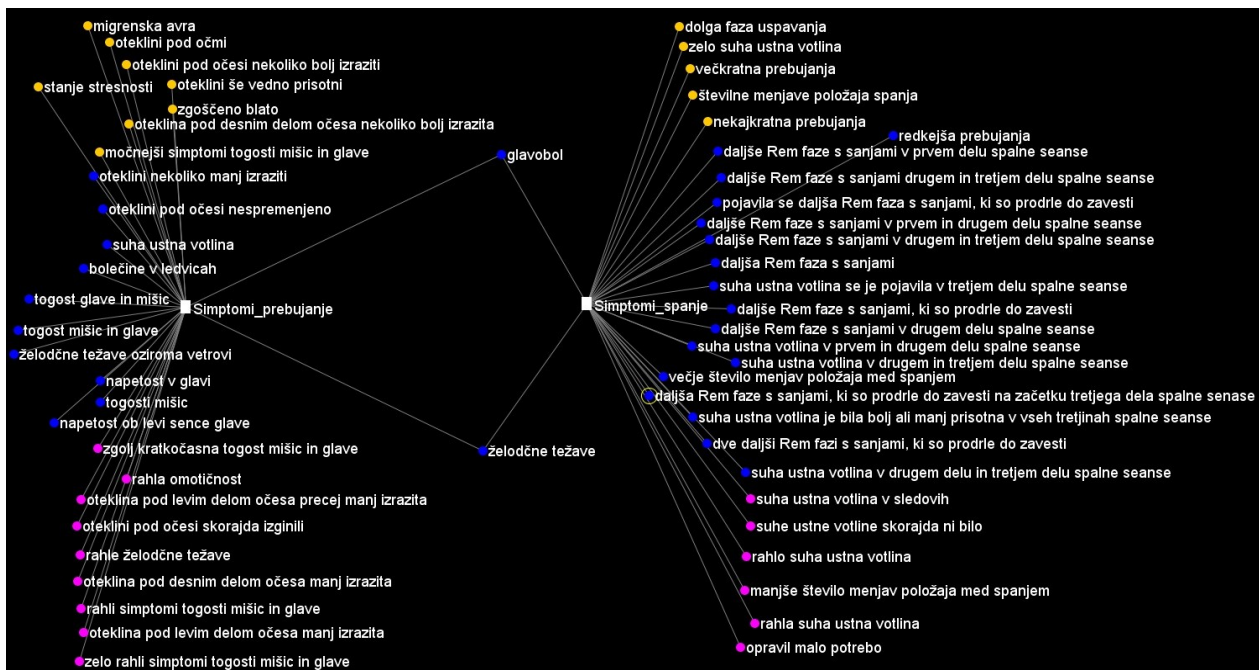 migrenska avra
oteklini pod očmi
oteklini pod očesi nekoliko bolj izraziti
stanje stresnosti
oteklini še vedno prisotni
zgoščeno blato
oteklina pod desnim delom očesa nekoliko bolj izrazita
močnejši simptomi togosti mišic in glave
oteklini nekoliko manj izraziti
oteklini pod očesi nespremenjeno
suha ustna votlina
bolečine v ledvicah
togost glave in mišic
Simptomi_prebujanje
togost mišic in glave
želodčne težave oziroma vetrovi
napetost v glavi
togosti mišic
napetost ob levi sence glave
zgolj kratkočasna togost mišic in glave
rahla omotičnost
oteklina pod levim delom očesa precej manj izrazita
oteklini pod očesi skorajda izginili
rahle želodčne težave
oteklina pod desnim delom očesa manj izrazita
rahli simptomi togosti mišic in glave
oteklina pod levim delom očesa manj izrazita
zelo rahli simptomi togosti mišic in glave
glavobol
želodčne težave
dolga faza uspavanja
zelo suha ustna votlina
večkratna prebujanja
številne menjave položaja spanja
nekajkratna prebujanja
redkejša prebujanja
daljše Rem faze s sanjami v prvem delu spalne seanse
daljše Rem faze s sanjami drugem in tretjem delu spalne seanse
pojavila se daljša Rem faza s sanjami, ki so prodrle do zavesti
daljše Rem faze s sanjami v prvem in drugem delu spalne seanse
daljše Rem faze s sanjami v drugem in tretjem delu spalne seanse
daljša Rem faza s sanjami
suha ustna votlina se je pojavila v tretjem delu spalne seanse
Simptomi_spanje
daljše Rem faze s sanjami, ki so prodrle do zavesti
daljše Rem faze s sanjami v drugem delu spalne seanse
suha ustna votlina v prvem in drugem delu spalne seanse
suha ustna votlina v drugem in tretjem delu spalne seanse
večje število menjav položaja med spanjem
daljša Rem faze s sanjami, ki so prodrle do zavesti na začetku tretjega dela spalne senase
suha ustna votlina je bila bolj ali manj prisotna v vseh tretjinah spalne seanse
dve daljši Rem fazi s sanjami, ki so prodrle do zavesti
suha ustna votlina v drugem delu in tretjem delu spalne seanse
suha ustna votlina v sledovih
suhe ustne votline skorajda ni bilo
rahlo suha ustna votlina
manjše število menjav položaja med spanjem
rahla suha ustna votlina
opravil malo potrebo